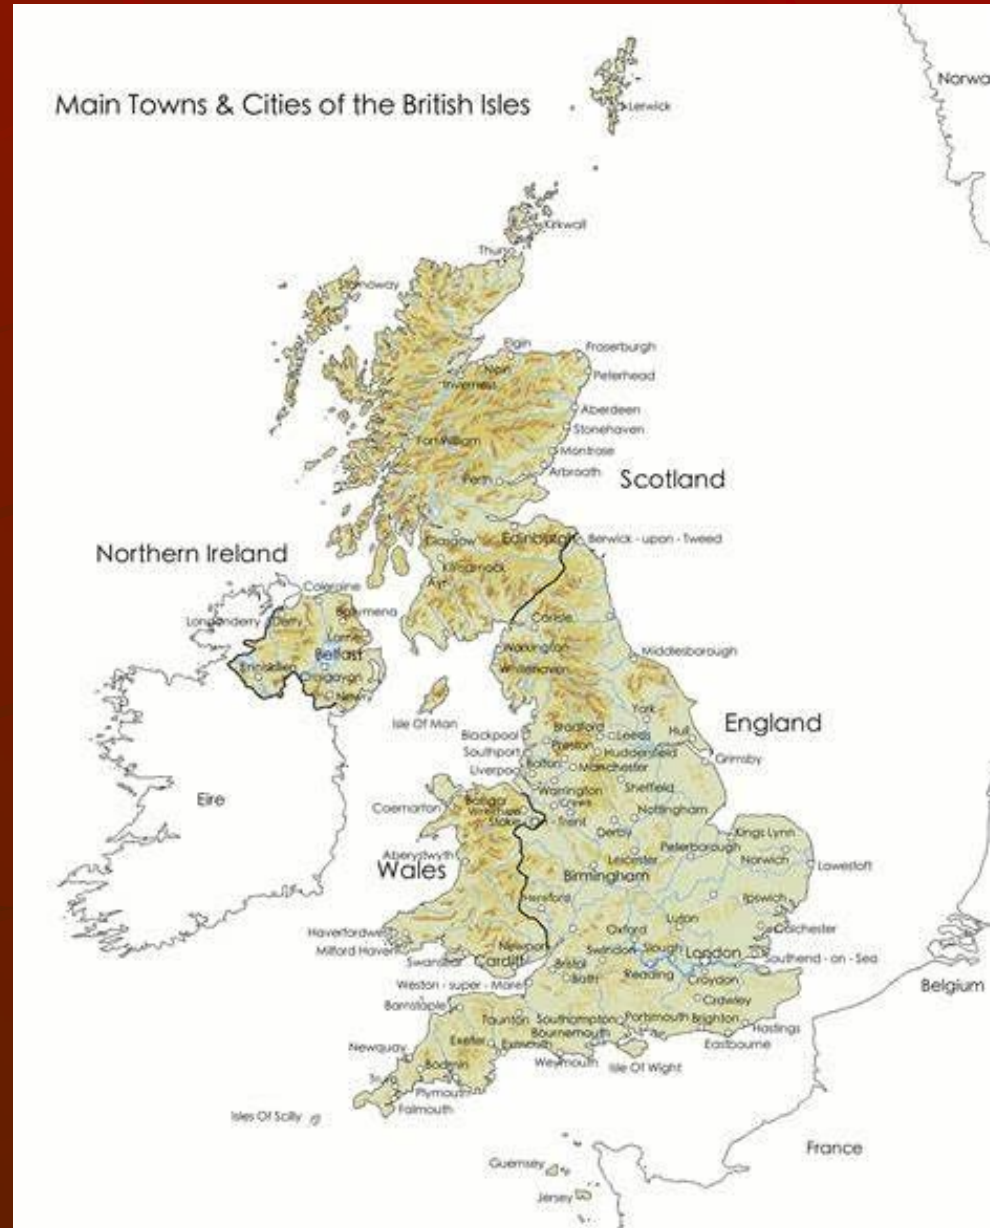 Main Towns & Cities of the British Isles
Norwa
Lerwick
Kirkwall
Thurso
Elgin
Fraserburgh
Nairn
Peterhead
Inverness
Aberdeen
Stonehaven
Fort William
Montrose
Arbroath
Perth
Scotland
Glasgow
Edinburgh
Berwick - upon - Tweed
Northern Ireland
Kilmarnock
Coleraine
Ayr
Ballymena
Londonderry / Derry
Carlisle
Larne
Workington
Belfast
Middlesborough
Enniskillen
Whitehaven
Craigavon
Newry
Isle Of Man
York
England
Bradford
Leeds
Hull
Blackpool
Preston
Southport
Huddersfield
Bolton
Manchester
Grimsby
Liverpool
Warrington
Sheffield
Eire
Bangor
Crewe
Caernarfon
Nottingham
Stoke - on - Trent
Derby
Kings Lynn
Peterborough
Aberystwyth
Leicester
Norwich
Lowestoft
Wales
Birmingham
Hereford
Ipswich
Luton
Haverfordwest
Oxford
Colchester
Milford Haven
Newport
Swindon
Slough
London
Swansea
Cardiff
Bristol
Southend - on - Sea
Reading
Bath
Croydon
Weston - super - Mare
Belgium
Crawley
Barnstaple
Taunton
Southampton
Portsmouth
Brighton
Bournemouth
Hastings
Exeter
Exmouth
Eastbourne
Newquay
Weymouth
Isle Of Wight
Bodmin
Truro
Plymouth
Falmouth
Isles Of Scilly
France
Guernsey
Jersey